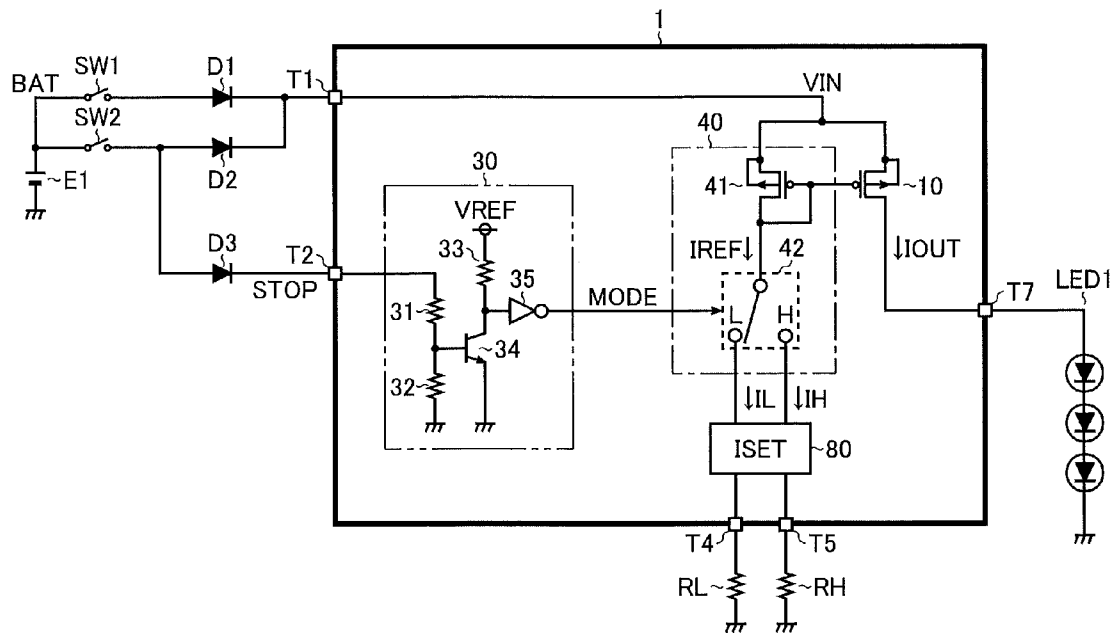 1
BAT
SW1
D1
T1
VIN
SW2
E1
D2
40
41
10
30
VREF
D3
T2
STOP
33
35
31
34
32
MODE
IREF
42
IOUT
L
H
T7
LED1
IL
IH
ISET
80
T4
T5
RL
RH